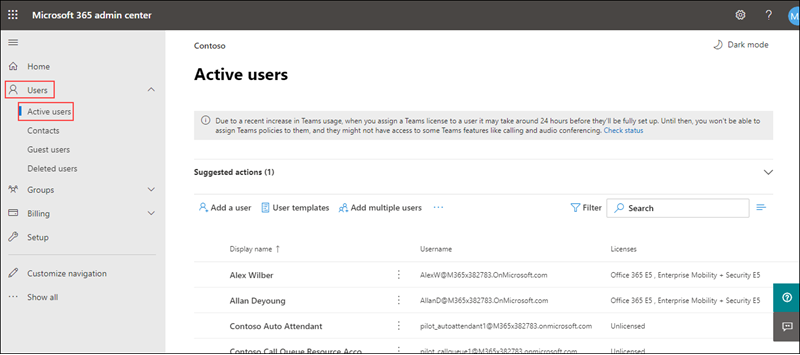 Microsoft 365 admin center
?
M
Home
Users
Active users
Contacts
Guest users
Deleted users
Groups
Billing
Setup
Customize navigation
Show all
Contoso
Dark mode
Active users
Due to a recent increase in Teams usage, when you assign a Teams license to a user it may take around 24 hours before they'll be fully set up. Until then, you won't be able to
assign Teams policies to them, and they might not have access to some Teams features like calling and audio conferencing. Check status
Suggested actions (1)
Add a user User templates Add multiple users Filter Search
Display name ↑ Username Licenses
Alex Wilber AlexW@M365x382783.OnMicrosoft.com Office 365 E5 , Enterprise Mobility + Security E5
Allan Deyoung AllanD@M365x382783.OnMicrosoft.com Office 365 E5 , Enterprise Mobility + Security E5
Contoso Auto Attendant pilot_autoattendant1@M365x382783.onmicrosoft.com Unlicensed
Contoso Call Queue Resource Acco pilot_callqueue1@M365x382783.onmicrosoft.com Unlicensed